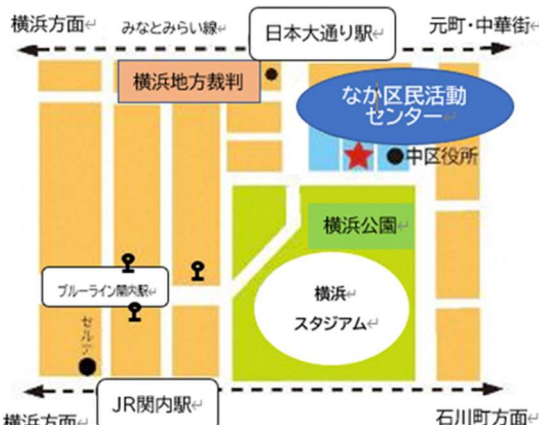 横浜方面
みなとみらい線
日本大通り駅
元町・中華街
横浜地方裁判
なか区民活動
センター
中区役所
横浜公園
ブルーライン関内駅
横浜
スタジアム
セルテ
JR関内駅
横浜方面
石川町方面